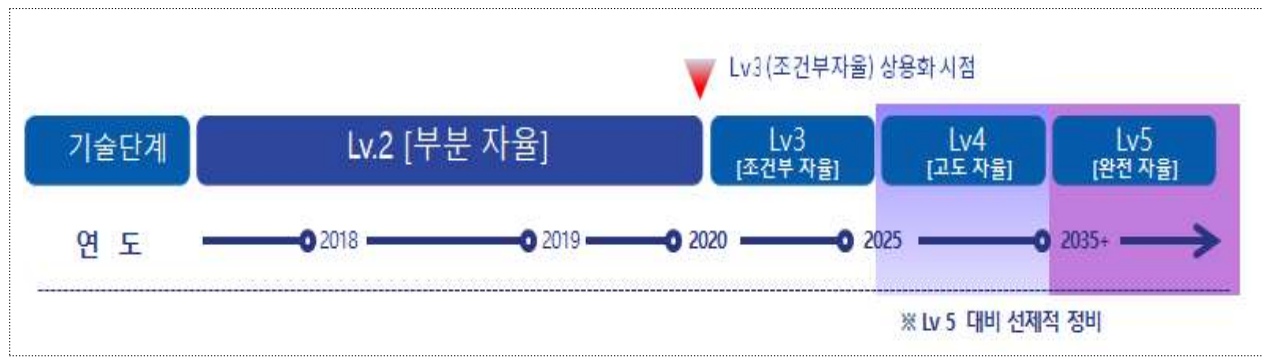 Lv3 (조건부자율) 상용화 시점
기술단계 Lv.2 [부분 자율] Lv3 Lv4 Lv5
[조건부 자율] [고도 자율] [완전 자율]
연 도 2018 2019 2020 2025 2035+
※ Lv 5 대비 선제적 정비